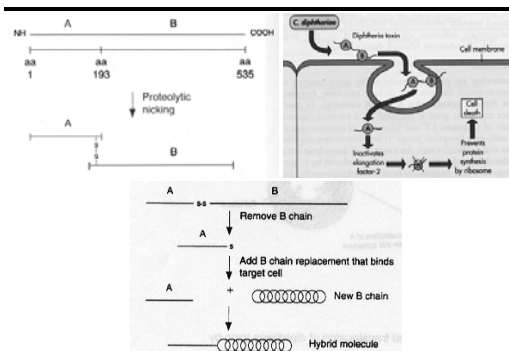 A B
NH COOH
aa aa aa
1 193 535
Proteolytic
nicking
A
s
s
B
C. diphtheriae
Diphtheria toxin
A
B
Cell membrane
A
B
A
Cell
death
Inactivates
elongation
factor-2
Prevents
protein
synthesis
by ribosome
A B
s-s
Remove B chain
A
s
Add B chain replacement that binds
target cell
A
+
New B chain
Hybrid molecule